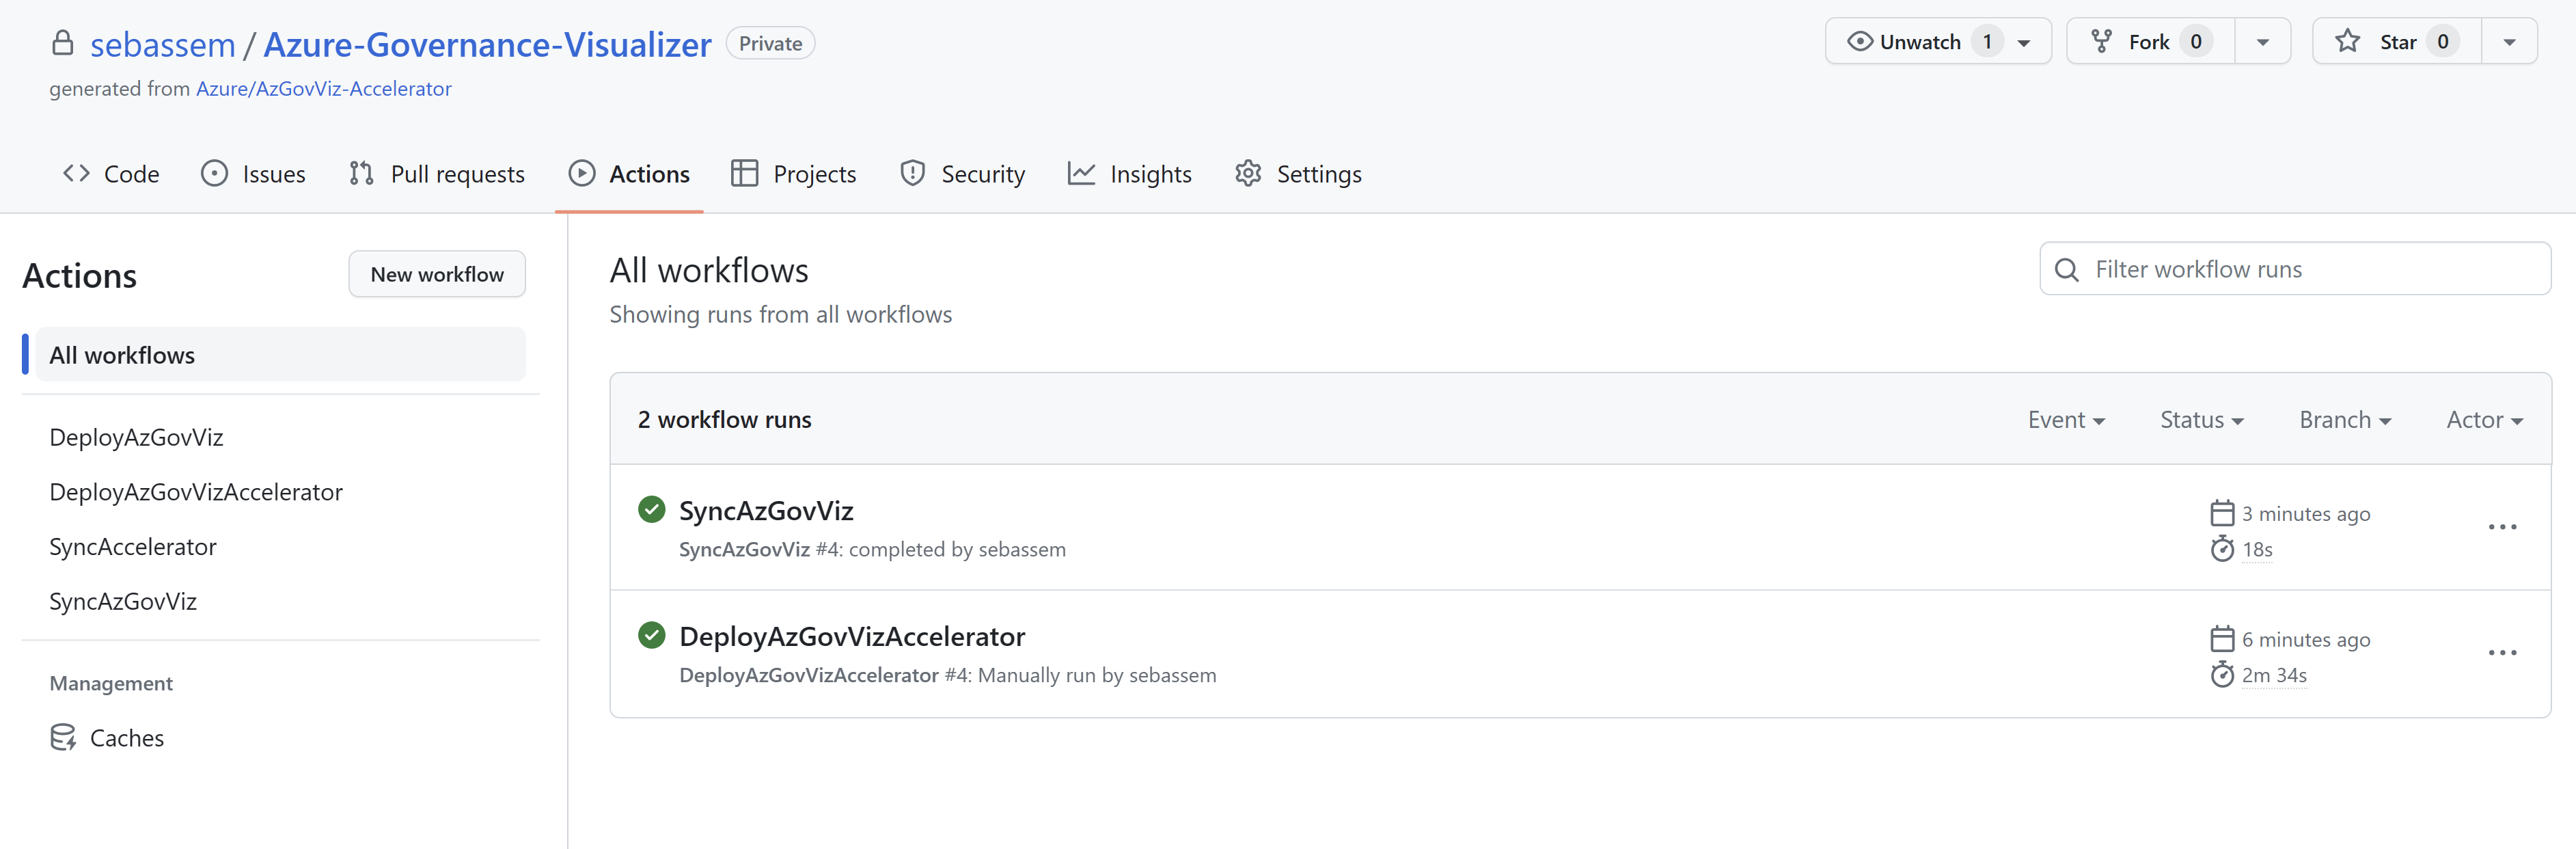 sebassem / Azure-Governance-Visualizer Private
Unwatch 1 Fork 0 Star 0
generated from Azure/AzGovViz-Accelerator
Code Issues Pull requests Actions Projects Security Insights Settings
Actions
New workflow
All workflows
DeployAzGovViz
DeployAzGovVizAccelerator
SyncAccelerator
SyncAzGovViz
Management
Caches
All workflows
Showing runs from all workflows
Filter workflow runs
2 workflow runs Event Status Branch Actor
SyncAzGovViz
SyncAzGovViz #4: completed by sebassem
3 minutes ago
18s
DeployAzGovVizAccelerator
DeployAzGovVizAccelerator #4: Manually run by sebassem
6 minutes ago
2m 34s